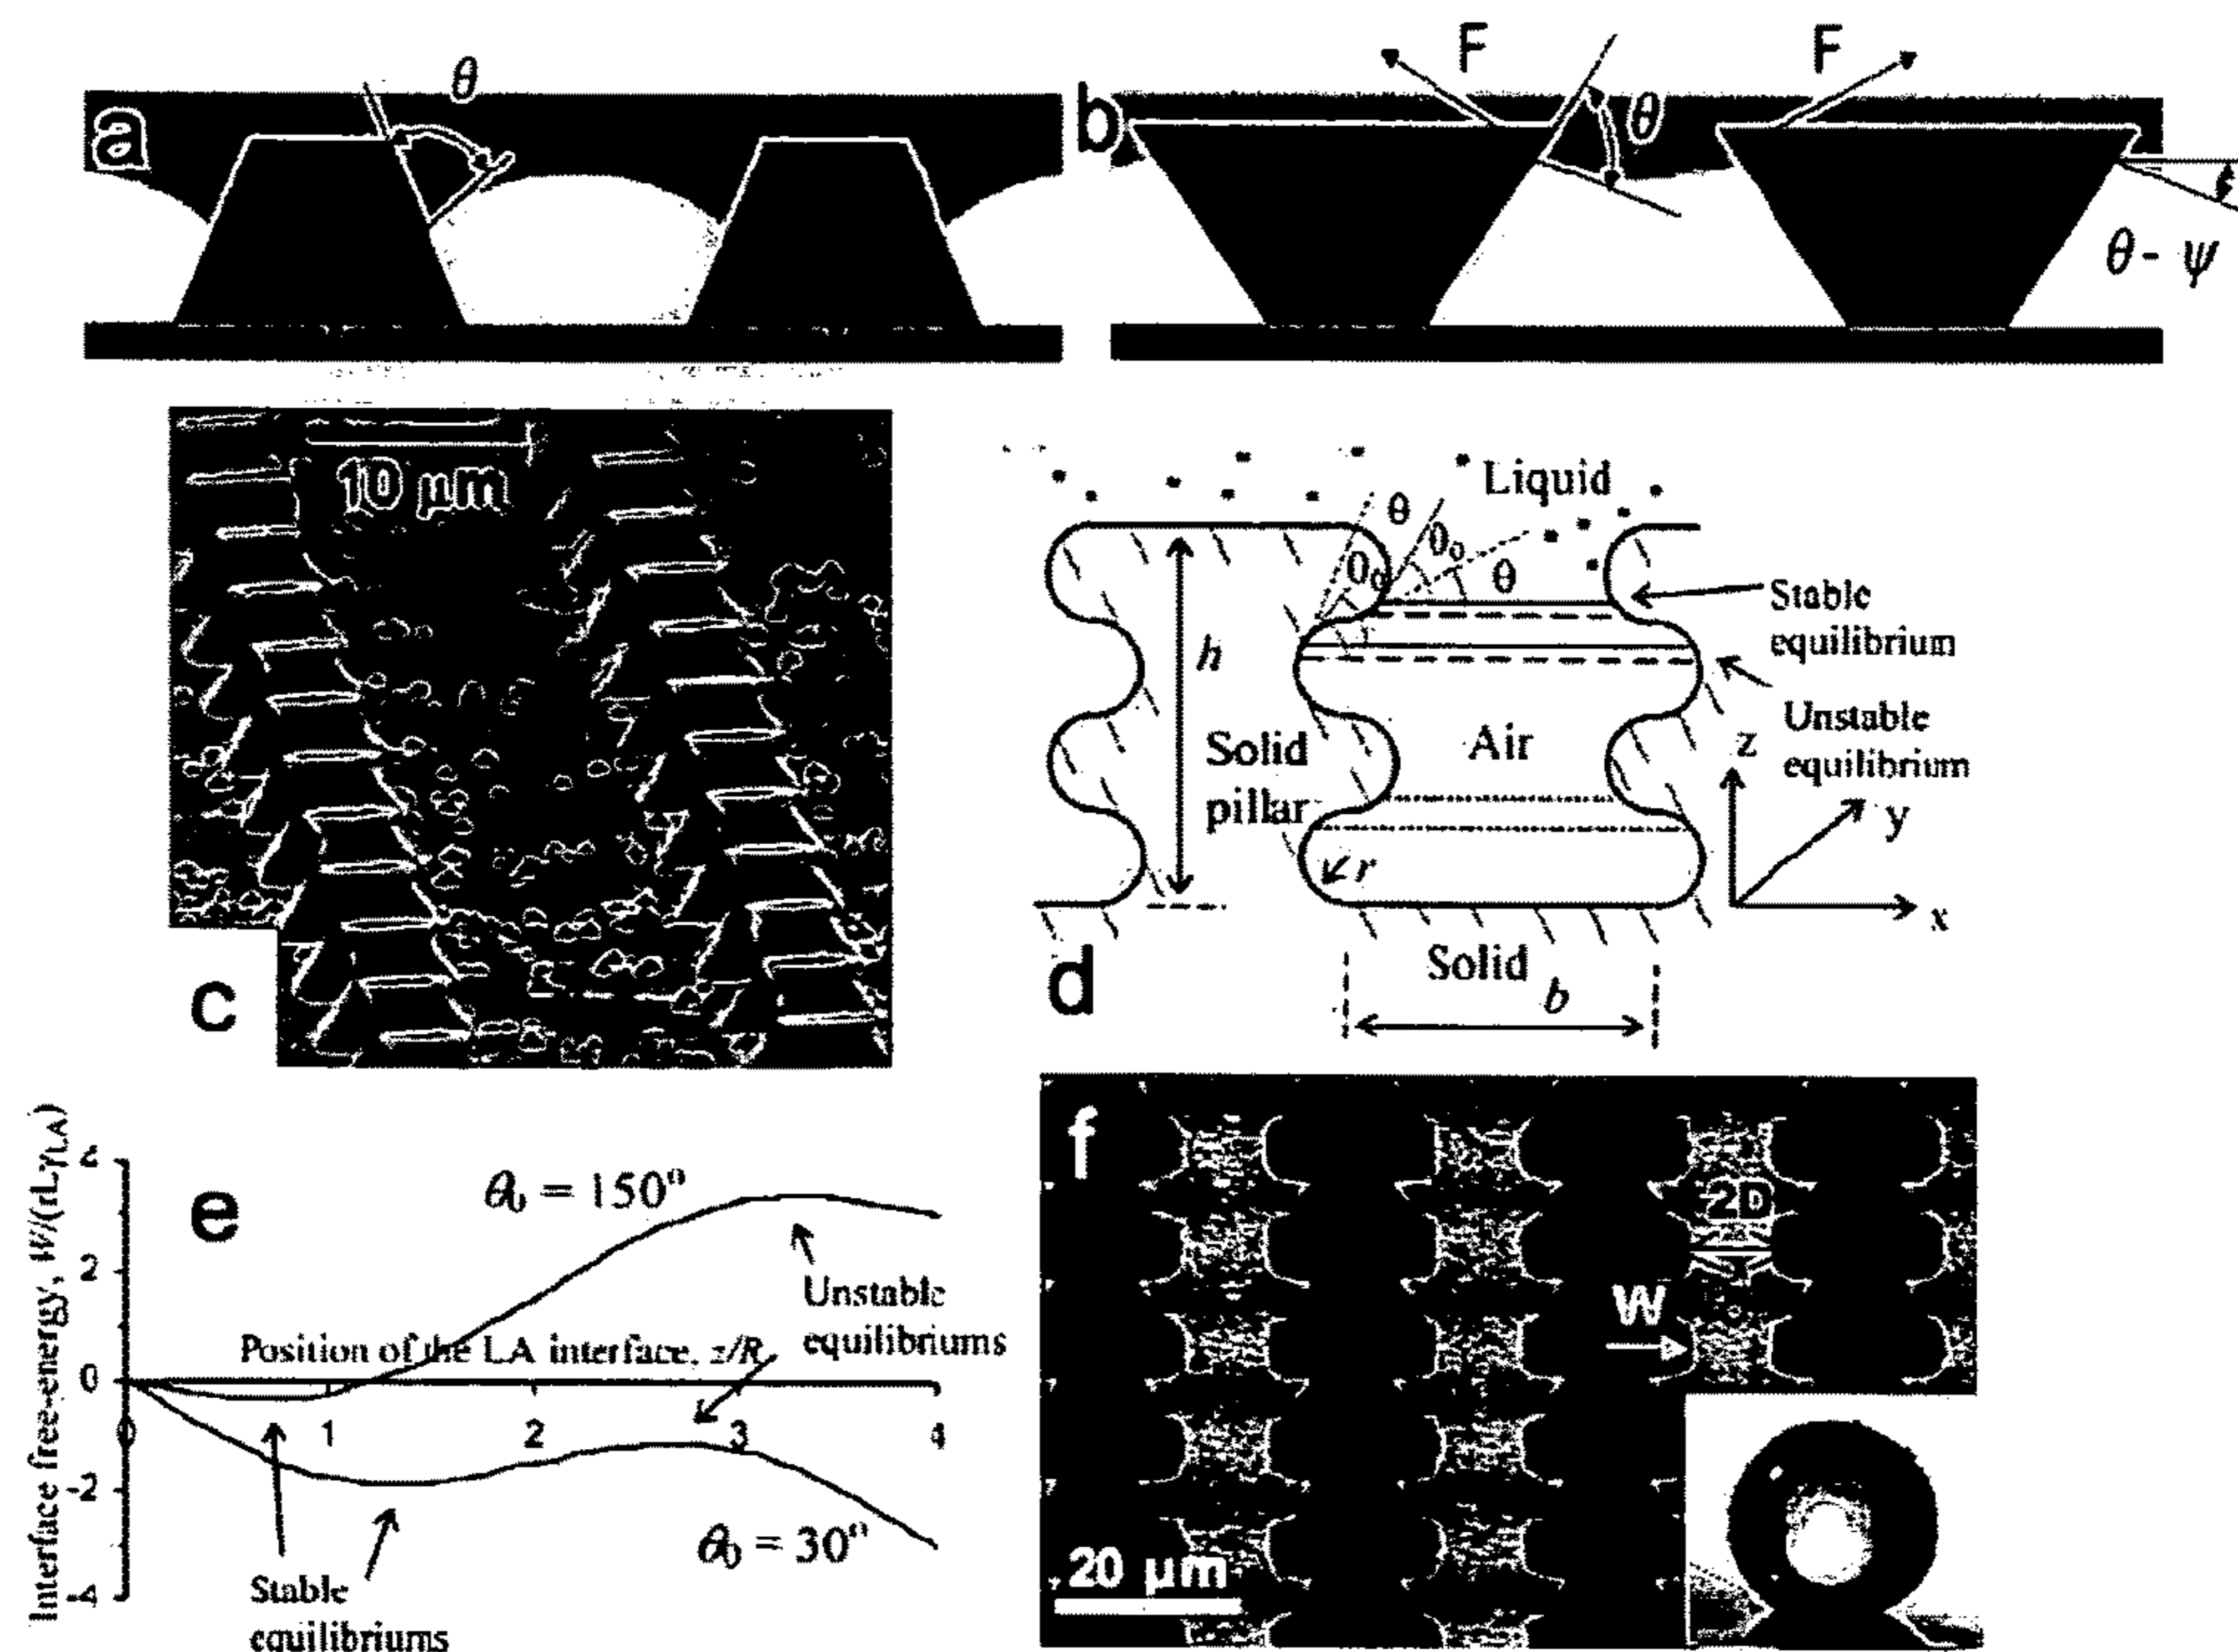 a
θ
b
F
F
θ
θ - ψ
10 μm
c
Liquid
θ
θ₀
θ₀
θ
Stable
equilibrium
h
Unstable
equilibrium
Solid
pillar
Air
z
y
x
r
Solid
b
d
Interface free-energy, W/(rLγLA)
4
2
0
-2
-4
e
θ₀ = 150°
Unstable
equilibriums
Position of the LA interface, z/R
0
1
2
3
4
θ₀ = 30°
Stable
equilibriums
f
2D
W
20 μm